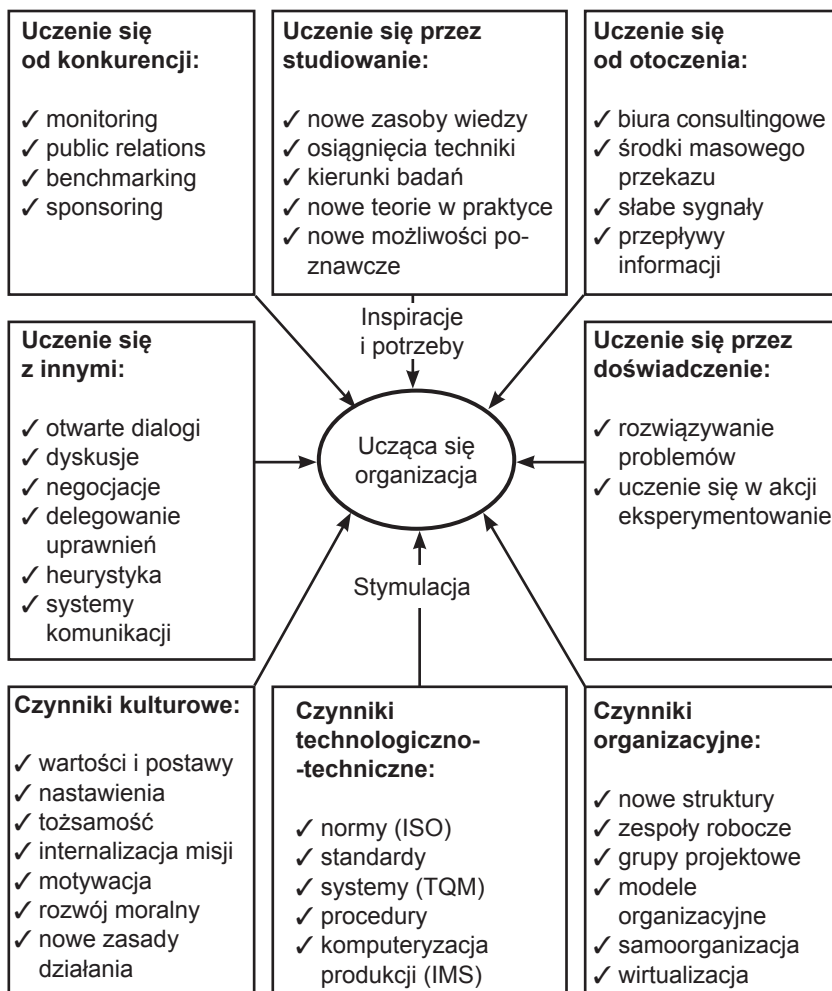 Uczenie się
od konkurencji:
✓ monitoring
✓ public relations
✓ benchmarking
✓ sponsoring
Uczenie się przez
studiowanie:
✓ nowe zasoby wiedzy
✓ osiągnięcia techniki
✓ kierunki badań
✓ nowe teorie w praktyce
✓ nowe możliwości po-
znawcze
Uczenie się
od otoczenia:
✓ biura consultingowe
✓ środki masowego
przekazu
✓ słabe sygnały
✓ przepływy
informacji
Inspiracje
i potrzeby
Uczenie się
z innymi:
✓ otwarte dialogi
✓ dyskusje
✓ negocjacje
✓ delegowanie
uprawnień
✓ heurystyka
✓ systemy
komunikacji
Ucząca się
organizacja
Uczenie się przez
doświadczenie:
✓ rozwiązywanie
problemów
✓ uczenie się w akcji
eksperymentowanie
Stymulacja
Czynniki kulturowe:
✓ wartości i postawy
✓ nastawienia
✓ tożsamość
✓ internalizacja misji
✓ motywacja
✓ rozwój moralny
✓ nowe zasady
działania
Czynniki
technologiczno-
-techniczne:
✓ normy (ISO)
✓ standardy
✓ systemy (TQM)
✓ procedury
✓ komputeryzacja
produkcji (IMS)
Czynniki
organizacyjne:
✓ nowe struktury
✓ zespoły robocze
✓ grupy projektowe
✓ modele
organizacyjne
✓ samoorganizacja
✓ wirtualizacja